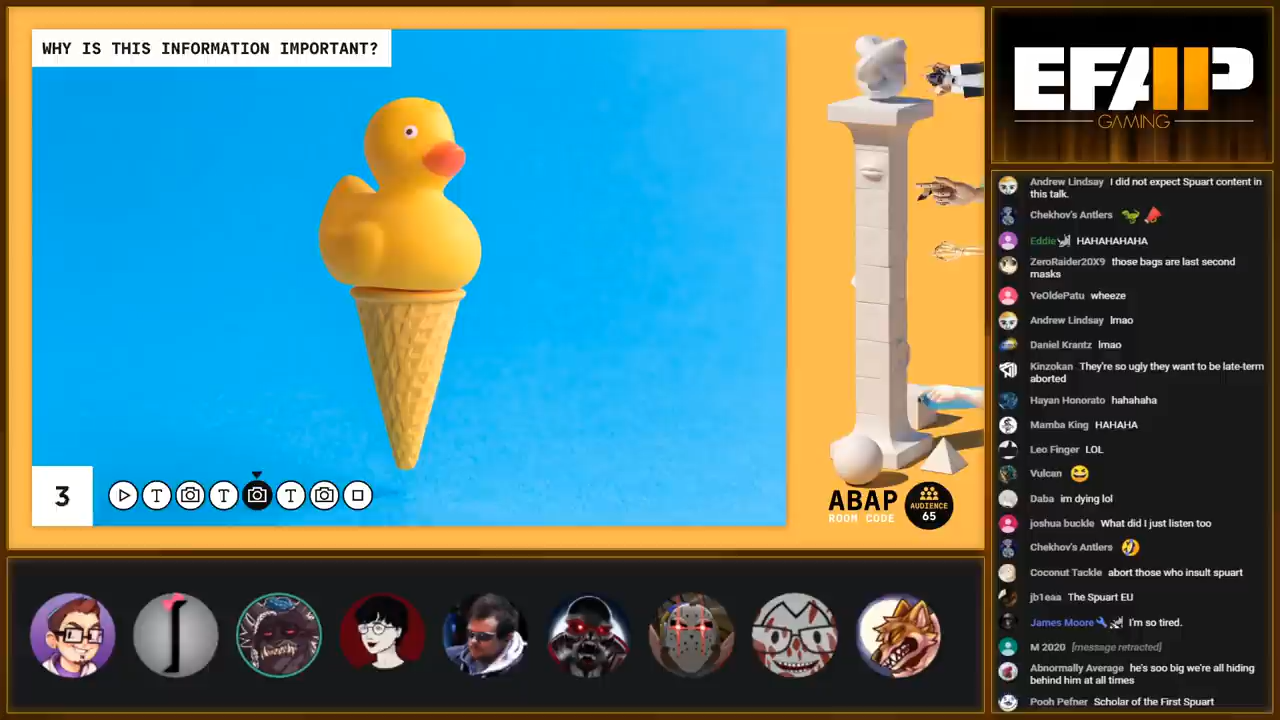 WHY IS THIS INFORMATION IMPORTANT?
3
T
T
T
ABAP
ROOM CODE
AUDIENCE
65
EFAP
GAMING
Andrew Lindsay I did not expect Spuart content in
this talk.
Chekhov's Antlers
Eddie HAHAHAHAHA
ZeroRaider20X9 those bags are last second
masks
YeOldePatu wheeze
Andrew Lindsay lmao
Daniel Krantz lmao
Kinzokan They're so ugly they want to be late-term
aborted
Hayan Honorato hahahaha
Mamba King HAHAHA
Leo Finger LOL
Vulcan
Daba im dying lol
joshua buckle What did I just listen too
Chekhov's Antlers
Coconut Tackle abort those who insult spuart
jb1eaa The Spuart EU
James Moore I'm so tired.
M 2020 [message retracted]
Abnormally Average he's soo big we're all hiding
behind him at all times
Pooh Pefner Scholar of the First Spuart